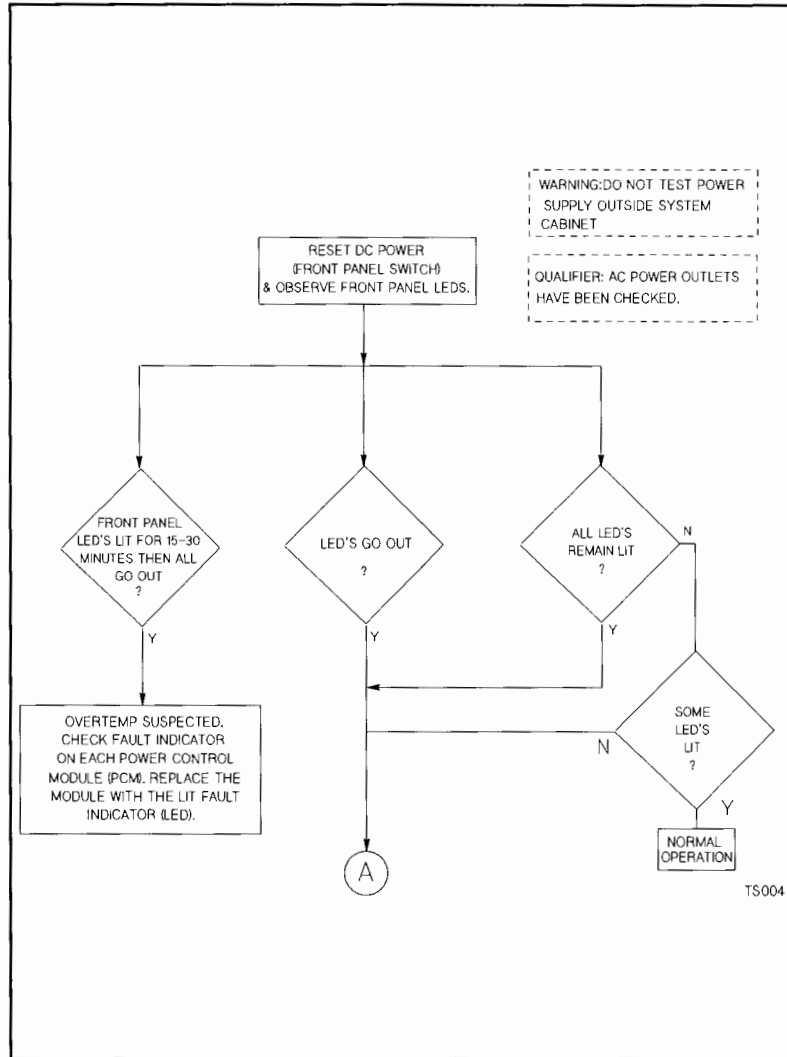 WARNING:DO NOT TEST POWER
SUPPLY OUTSIDE SYSTEM
CABINET
RESET DC POWER
(FRONT PANEL SWITCH)
& OBSERVE FRONT PANEL LEDS.
QUALIFIER: AC POWER OUTLETS
HAVE BEEN CHECKED.
FRONT PANEL
LED'S LIT FOR 15-30
MINUTES THEN ALL
GO OUT
?
Y
LED'S GO OUT
?
Y
ALL LED'S
REMAIN LIT
?
N
Y
OVERTEMP SUSPECTED.
CHECK FAULT INDICATOR
ON EACH POWER CONTROL
MODULE (PCM). REPLACE THE
MODULE WITH THE LIT FAULT
INDICATOR (LED).
SOME
LED'S
LIT
?
N
Y
NORMAL
OPERATION
A
TS004